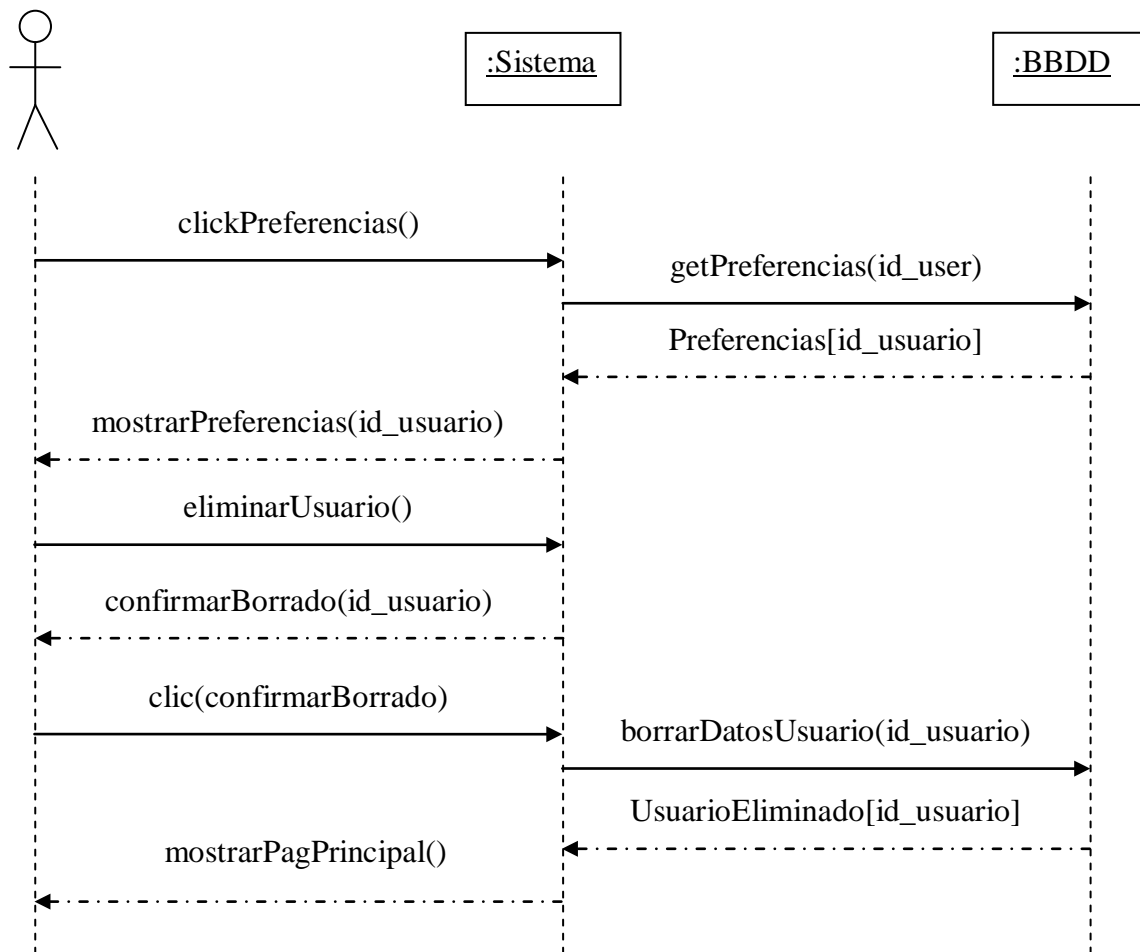 :Sistema
:BBDD
clickPreferencias()
getPreferencias(id_user)
Preferencias[id_usuario]
mostrarPreferencias(id_usuario)
eliminarUsuario()
confirmarBorrado(id_usuario)
clic(confirmarBorrado)
borrarDatosUsuario(id_usuario)
UsuarioEliminado[id_usuario]
mostrarPagPrincipal()